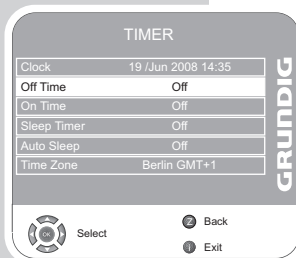 TIMER
Clock 19 /Jun 2008 14:35
Off Time Off
On Time Off
Sleep Timer Off
Auto Sleep Off
Time Zone Berlin GMT+1
GRUNDIG
OK Select
Z Back
i Exit